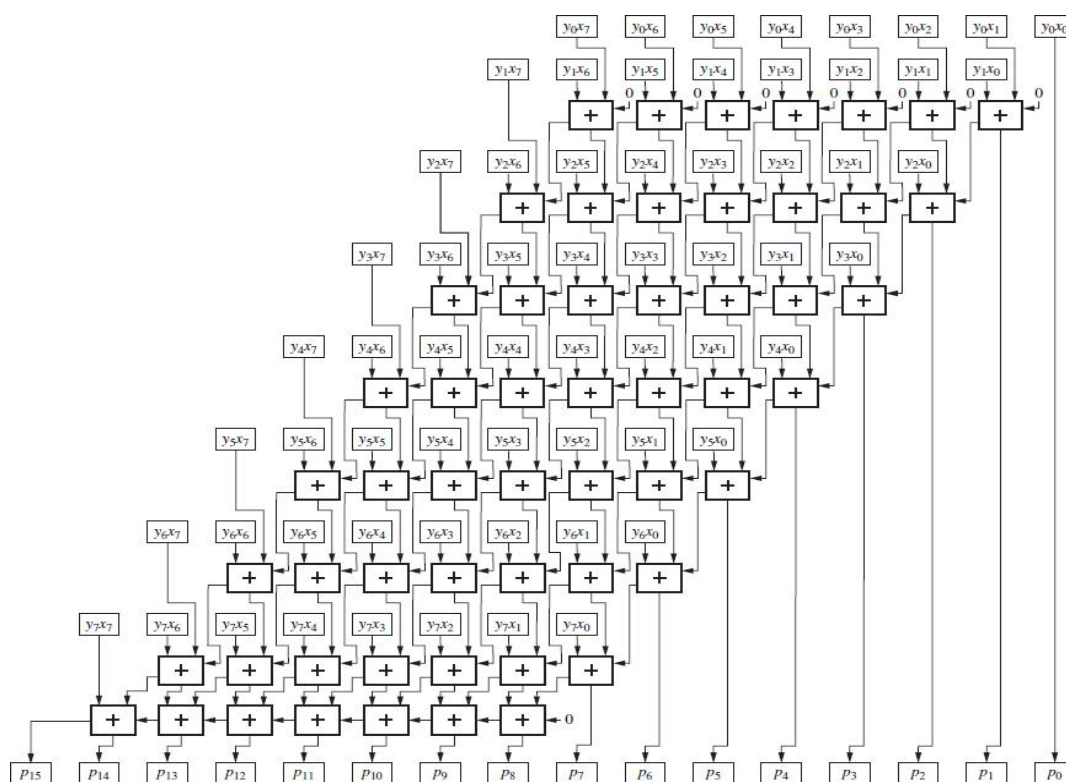 y₀x₇ y₀x₆ y₀x₅ y₀x₄ y₀x₃ y₀x₂ y₀x₁ y₀x₀
y₁x₇ y₁x₆ y₁x₅ y₁x₄ y₁x₃ y₁x₂ y₁x₁ y₁x₀
0 0 0 0 0 0 0
+ + + + + + +
y₂x₇ y₂x₆ y₂x₅ y₂x₄ y₂x₃ y₂x₂ y₂x₁ y₂x₀
+ + + + + + +
y₃x₇ y₃x₆ y₃x₅ y₃x₄ y₃x₃ y₃x₂ y₃x₁ y₃x₀
+ + + + + + +
y₄x₇ y₄x₆ y₄x₅ y₄x₄ y₄x₃ y₄x₂ y₄x₁ y₄x₀
+ + + + + + +
y₅x₇ y₅x₆ y₅x₅ y₅x₄ y₅x₃ y₅x₂ y₅x₁ y₅x₀
+ + + + + + +
y₆x₇ y₆x₆ y₆x₅ y₆x₄ y₆x₃ y₆x₂ y₆x₁ y₆x₀
+ + + + + + +
y₇x₇ y₇x₆ y₇x₅ y₇x₄ y₇x₃ y₇x₂ y₇x₁ y₇x₀
+ + + + + + +
+ + + + + + + 0
P₁₅ P₁₄ P₁₃ P₁₂ P₁₁ P₁₀ P₉ P₈ P₇ P₆ P₅ P₄ P₃ P₂ P₁ P₀